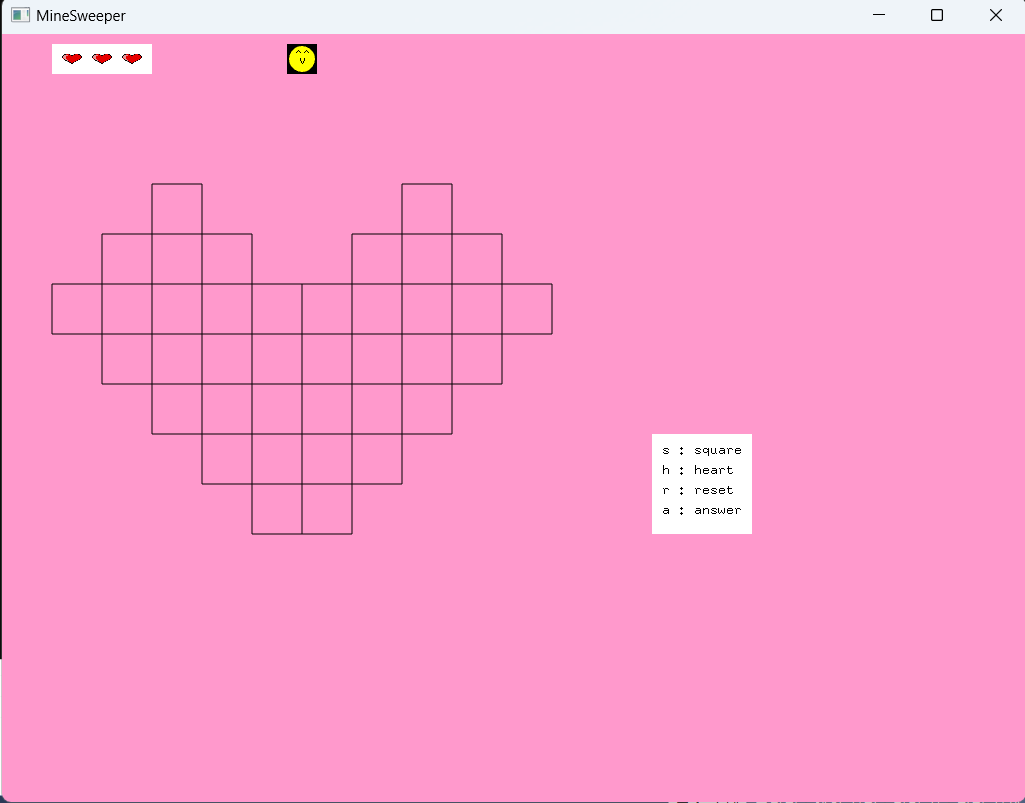 MineSweeper
s : square
h : heart
r : reset
a : answer